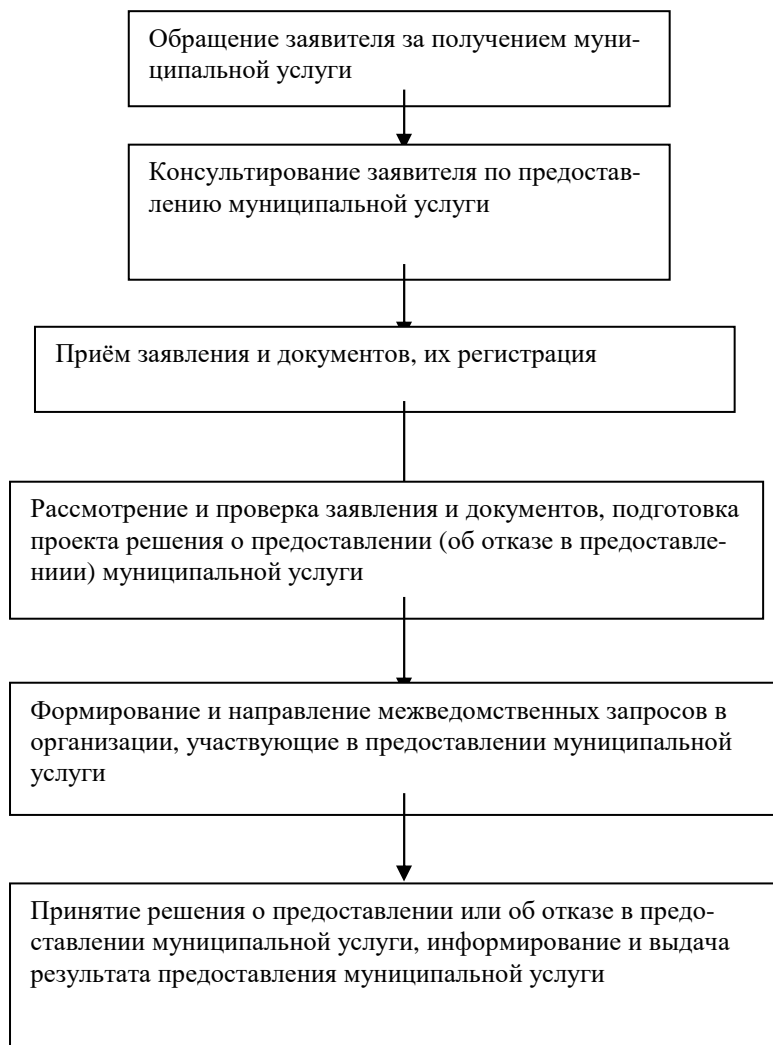 Обращение заявителя за получением муни-
ципальной услуги
Консультирование заявителя по предостав-
лению муниципальной услуги
Приём заявления и документов, их регистрация
Рассмотрение и проверка заявления и документов, подготовка
проекта решения о предоставлении (об отказе в предоставле-
ниии) муниципальной услуги
Формирование и направление межведомственных запросов в
организации, участвующие в предоставлении муниципальной
услуги
Принятие решения о предоставлении или об отказе в предо-
ставлении муниципальной услуги, информирование и выдача
результата предоставления муниципальной услуги